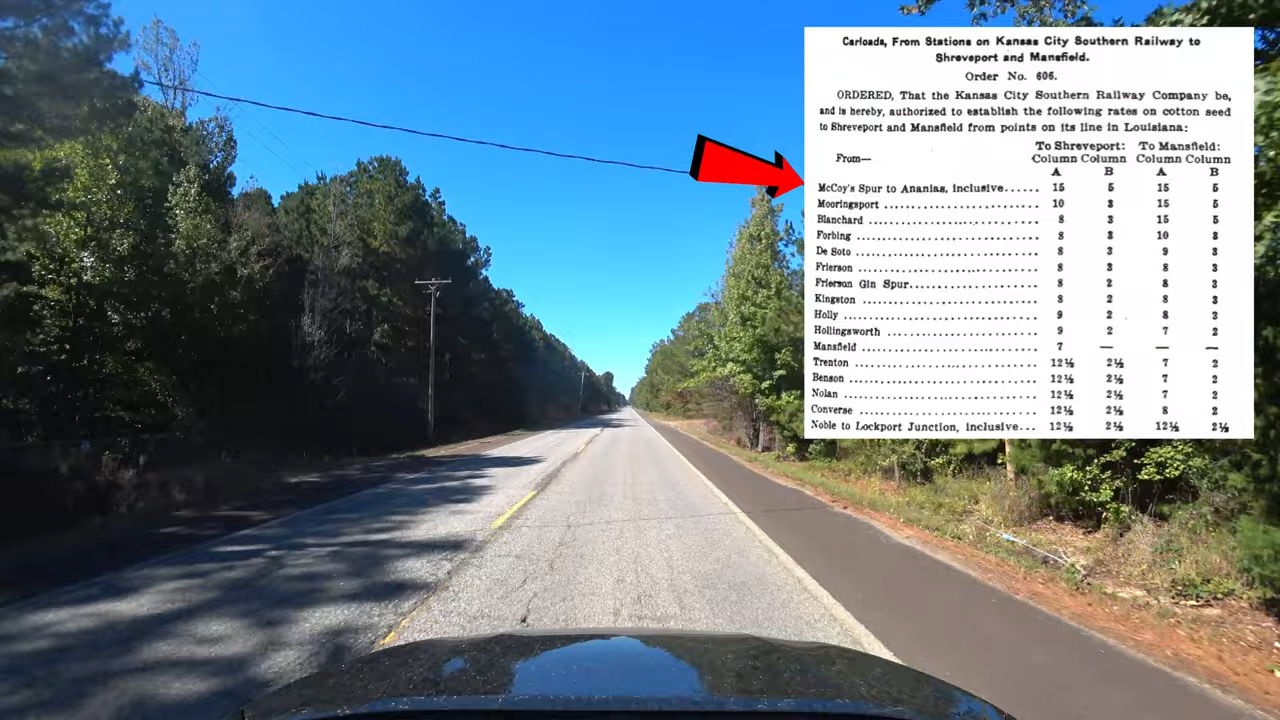 Carloads, From Stations on Kansas City Southern Railway to
Shreveport and Mansfield.
Order No. 606.
ORDERED, That the Kansas City Southern Railway Company be,
and is hereby, authorized to establish the following rates on cotton seed
to Shreveport and Mansfield from points on its line in Louisiana:
To Shreveport: To Mansfield:
From— Column Column Column Column
A B A B
McCoy's Spur to Ananias, inclusive...... 15 5 15 5
Mooringsport .............................. 10 3 15 5
Blanchard ................................. 8 3 15 5
Forbing ................................... 8 3 10 3
De Soto ................................... 8 3 9 3
Frierson .................................. 8 3 8 3
Frierson Gin Spur......................... 8 2 8 3
Kingston .................................. 8 2 8 3
Holly ..................................... 9 2 8 3
Hollingsworth ............................. 9 2 7 2
Mansfield ................................. 7 — — —
Trenton ................................... 12½ 2½ 7 2
Benson .................................... 12½ 2½ 7 2
Nolan ..................................... 12½ 2½ 7 2
Converse .................................. 12½ 2½ 8 2
Noble to Lockport Junction, inclusive... 12½ 2½ 12½ 2½